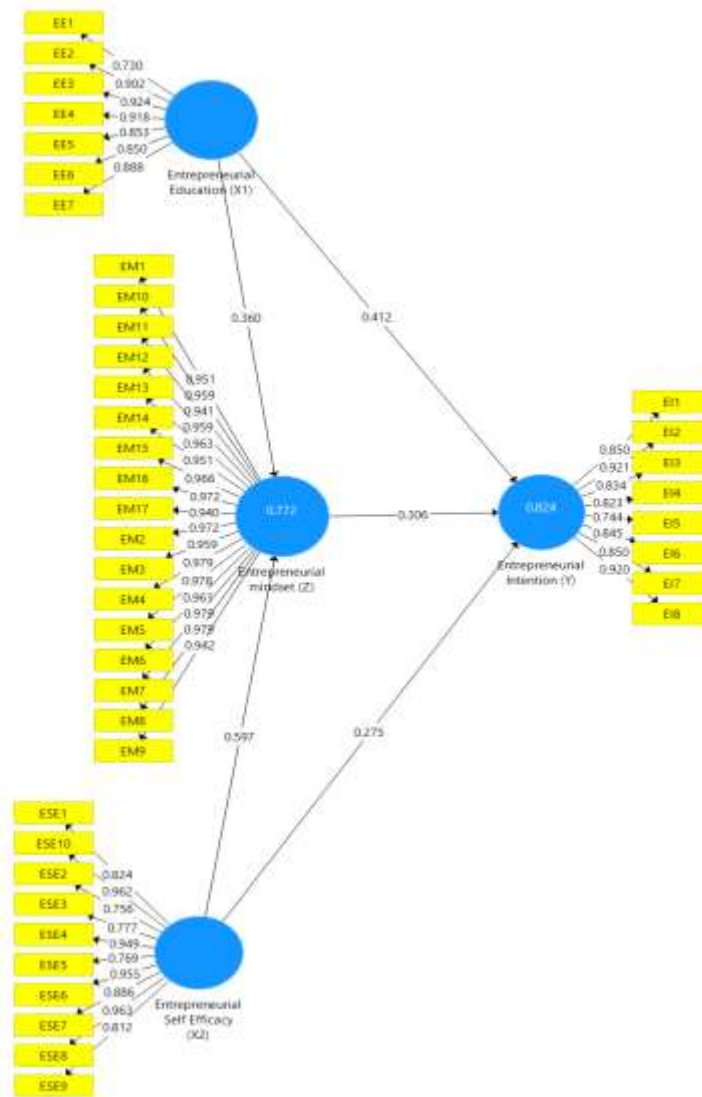 EE1
EE2
EE3
EE4
EE5
EE6
EE7
0.730
0.902
0.924
0.918
0.853
0.850
0.888
Entrepreneurial
Education (X1)
0.360
0.412
EM1
EM10
EM11
EM12
EM13
EM14
EM15
EM16
EM17
EM2
EM3
EM4
EM5
EM6
EM7
EM8
EM9
0.951
0.959
0.941
0.959
0.963
0.951
0.966
0.972
0.940
0.972
0.959
0.979
0.978
0.963
0.979
0.979
0.942
0.772
Entrepreneurial
mindset (Z)
0.306
0.824
Entrepreneurial
Intention (Y)
EI1
EI2
EI3
EI4
EI5
EI6
EI7
EI8
0.850
0.921
0.834
0.823
0.744
0.845
0.850
0.920
0.597
0.275
ESE1
ESE10
ESE2
ESE3
ESE4
ESE5
ESE6
ESE7
ESE8
ESE9
0.824
0.962
0.756
0.777
0.949
0.769
0.955
0.886
0.963
0.812
Entrepreneurial
Self Efficacy
(X2)